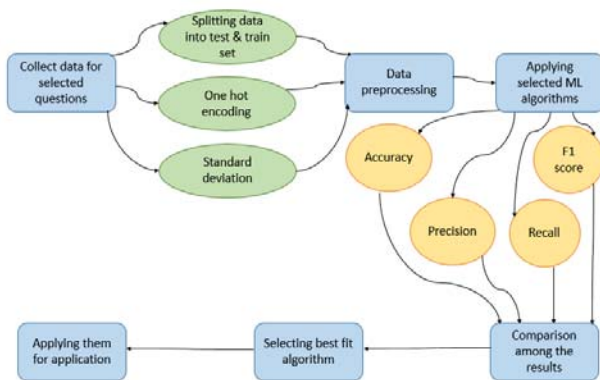 Splitting data
into test & train
set
Collect data for
selected
questions
One hot
encoding
Standard
deviation
Data
preprocessing
Applying
selected ML
algorithms
Accuracy
Precision
Recall
F1
score
Applying them
for application
Selecting best fit
algorithm
Comparison
among the
results